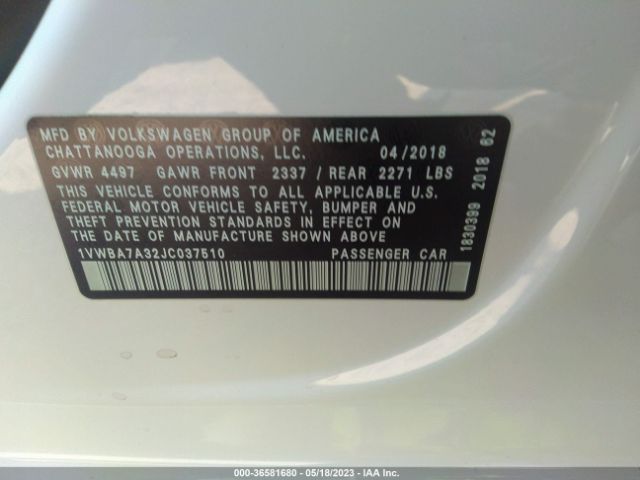 MFD BY VOLKSWAGEN GROUP OF AMERICA
CHATTANOOGA OPERATIONS, LLC. 04/2018
GVWR 4497 GAWR FRONT 2337 / REAR 2271 LBS
THIS VEHICLE CONFORMS TO ALL APPLICABLE U.S.
FEDERAL MOTOR VEHICLE SAFETY, BUMPER AND
THEFT PREVENTION STANDARDS IN EFFECT ON
THE DATE OF MANUFACTURE SHOWN ABOVE
1VWBA7A32JC037510 PASSENGER CAR
1830399 2018 62
000-36581680 - 05/18/2023 - IAA Inc.